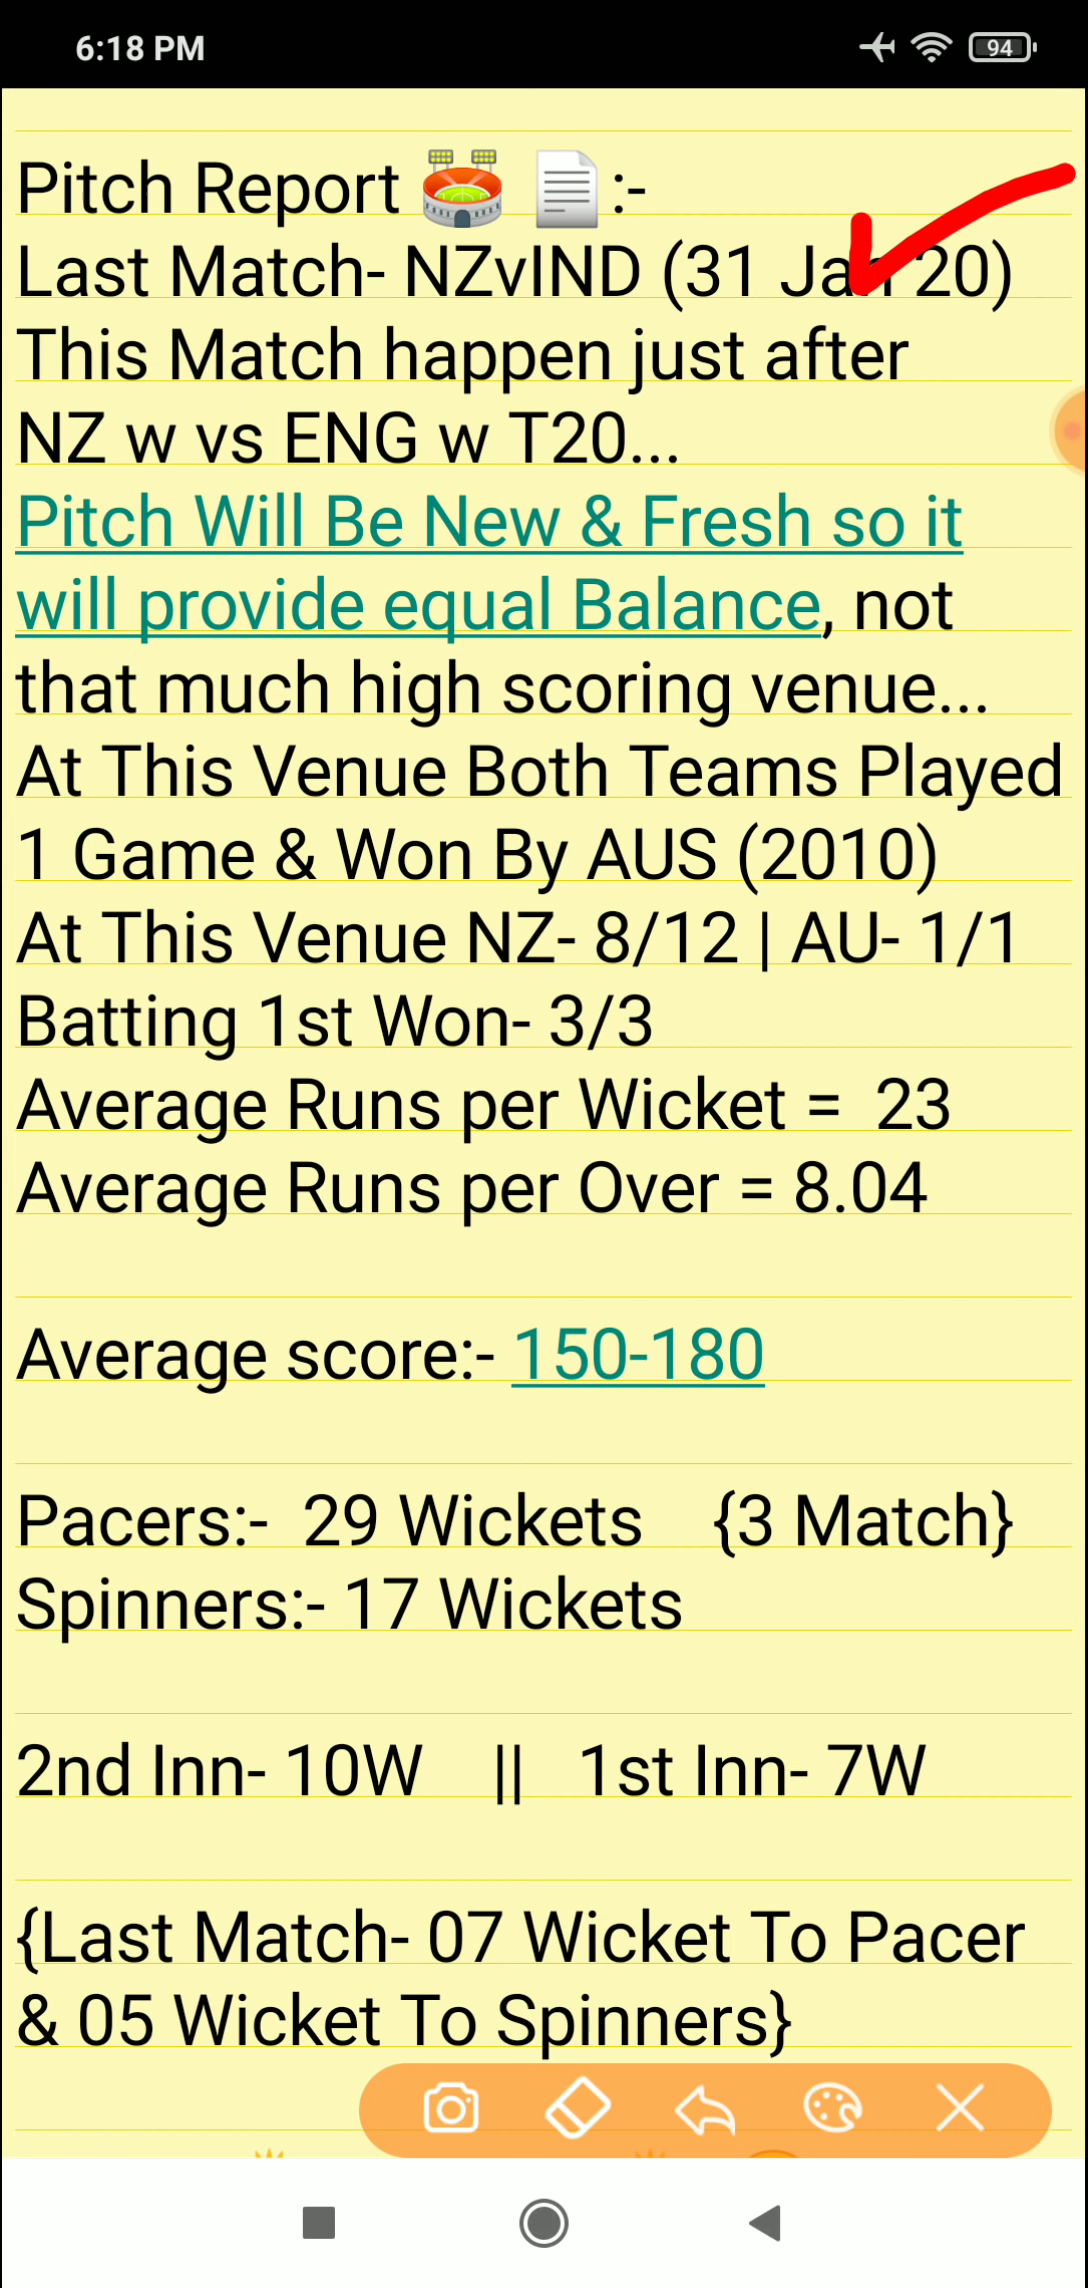 6:18 PM
94
Pitch Report 🏟️ 📄 :-
Last Match- NZvIND (31 Jan 20)
This Match happen just after
NZ w vs ENG w T20...
Pitch Will Be New & Fresh so it
will provide equal Balance, not
that much high scoring venue...
At This Venue Both Teams Played
1 Game & Won By AUS (2010)
At This Venue NZ- 8/12 | AU- 1/1
Batting 1st Won- 3/3
Average Runs per Wicket = 23
Average Runs per Over = 8.04
Average score:- 150-180
Pacers:- 29 Wickets {3 Match}
Spinners:- 17 Wickets
2nd Inn- 10W || 1st Inn- 7W
{Last Match- 07 Wicket To Pacer
& 05 Wicket To Spinners}